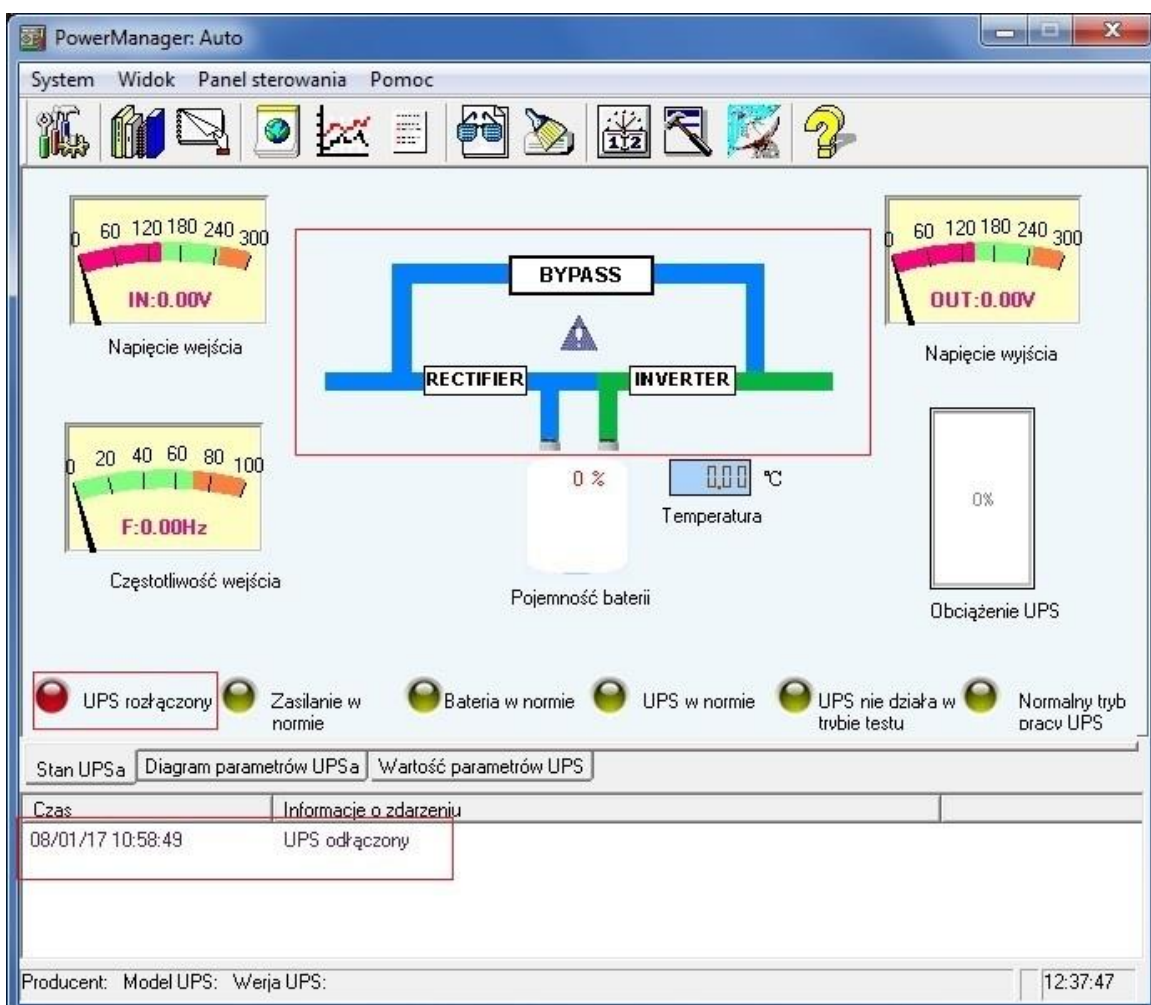 PowerManager: Auto
System Widok Panel sterowania Pomoc
0 60 120 180 240 300
IN:0.00V
Napięcie wejścia
BYPASS
RECTIFIER
INVERTER
0 60 120 180 240 300
OUT:0.00V
Napięcie wyjścia
0 20 40 60 80 100
F:0.00Hz
Częstotliwość wejścia
0 %
Pojemność baterii
0,00 °C
Temperatura
0%
Obciążenie UPS
UPS rozłączony
Zasilanie w
normie
Bateria w normie
UPS w normie
UPS nie działa w
trybie testu
Normalny tryb
pracy UPS
Stan UPSa Diagram parametrów UPSa Wartość parametrów UPS
Czas Informacje o zdarzeniu
08/01/17 10:58:49 UPS odłączony
Producent: Model UPS: Werja UPS: 12:37:47